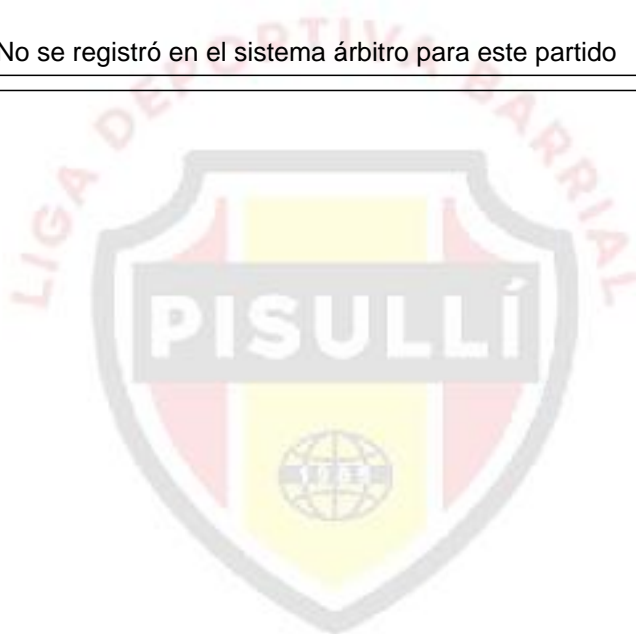 No se registró en el sistema árbitro para este partido
LIGA DEPORTIVA BARRIAL
PISULLÍ